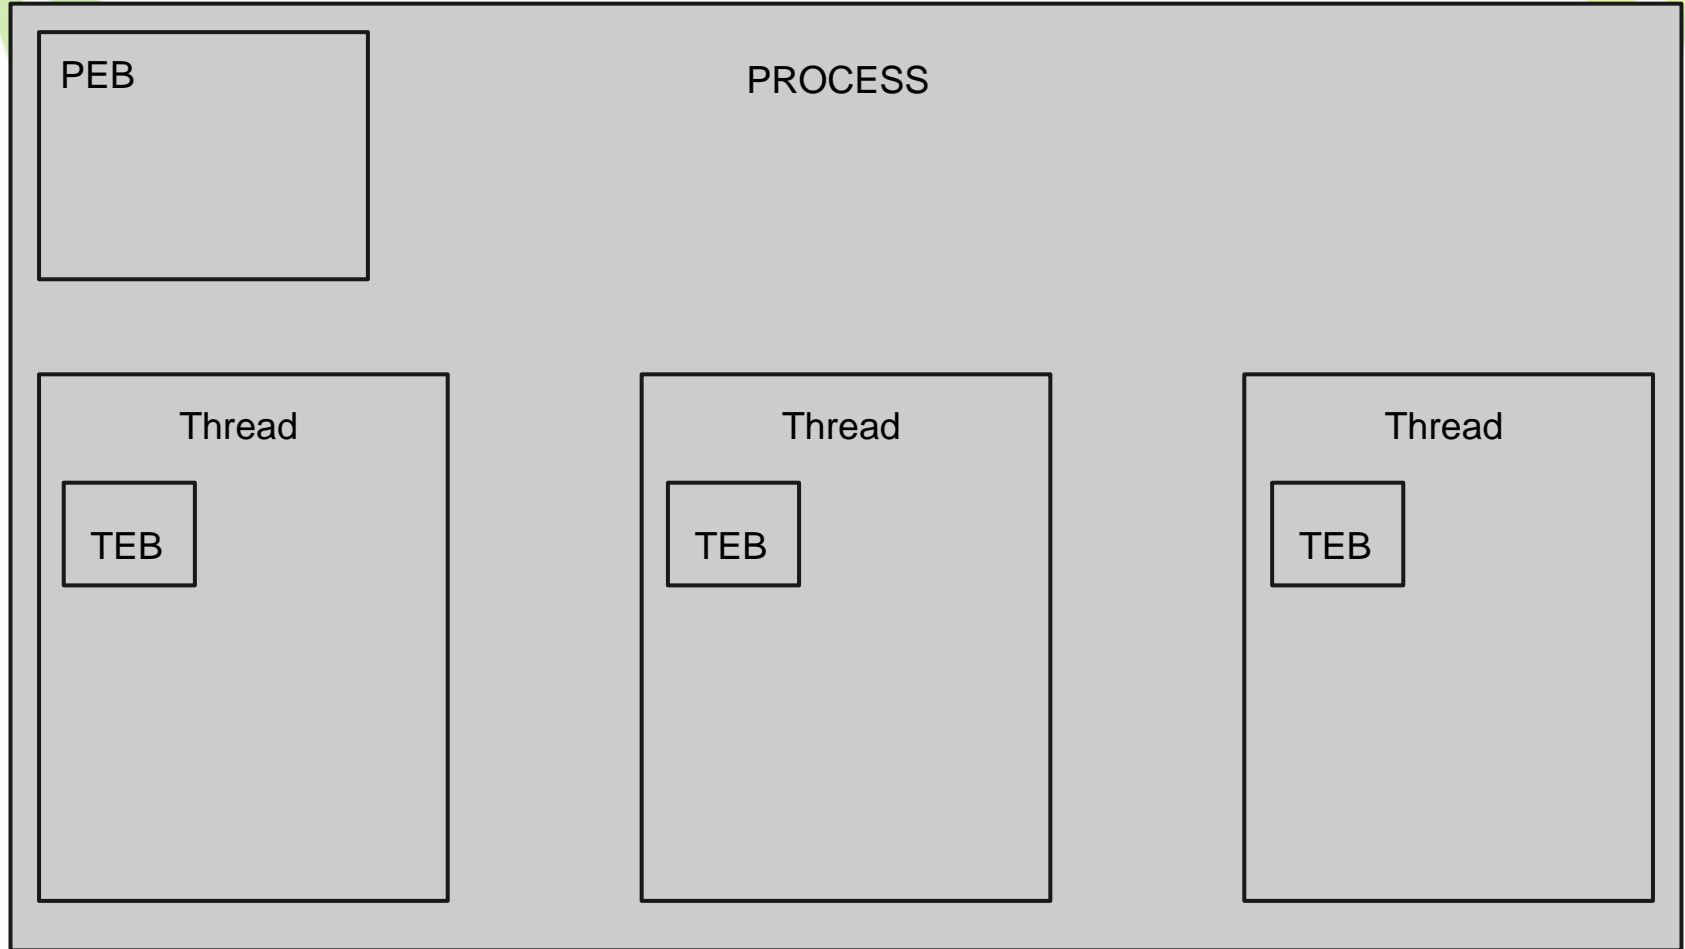 PEB
PROCESS
Thread
Thread
Thread
TEB
TEB
TEB